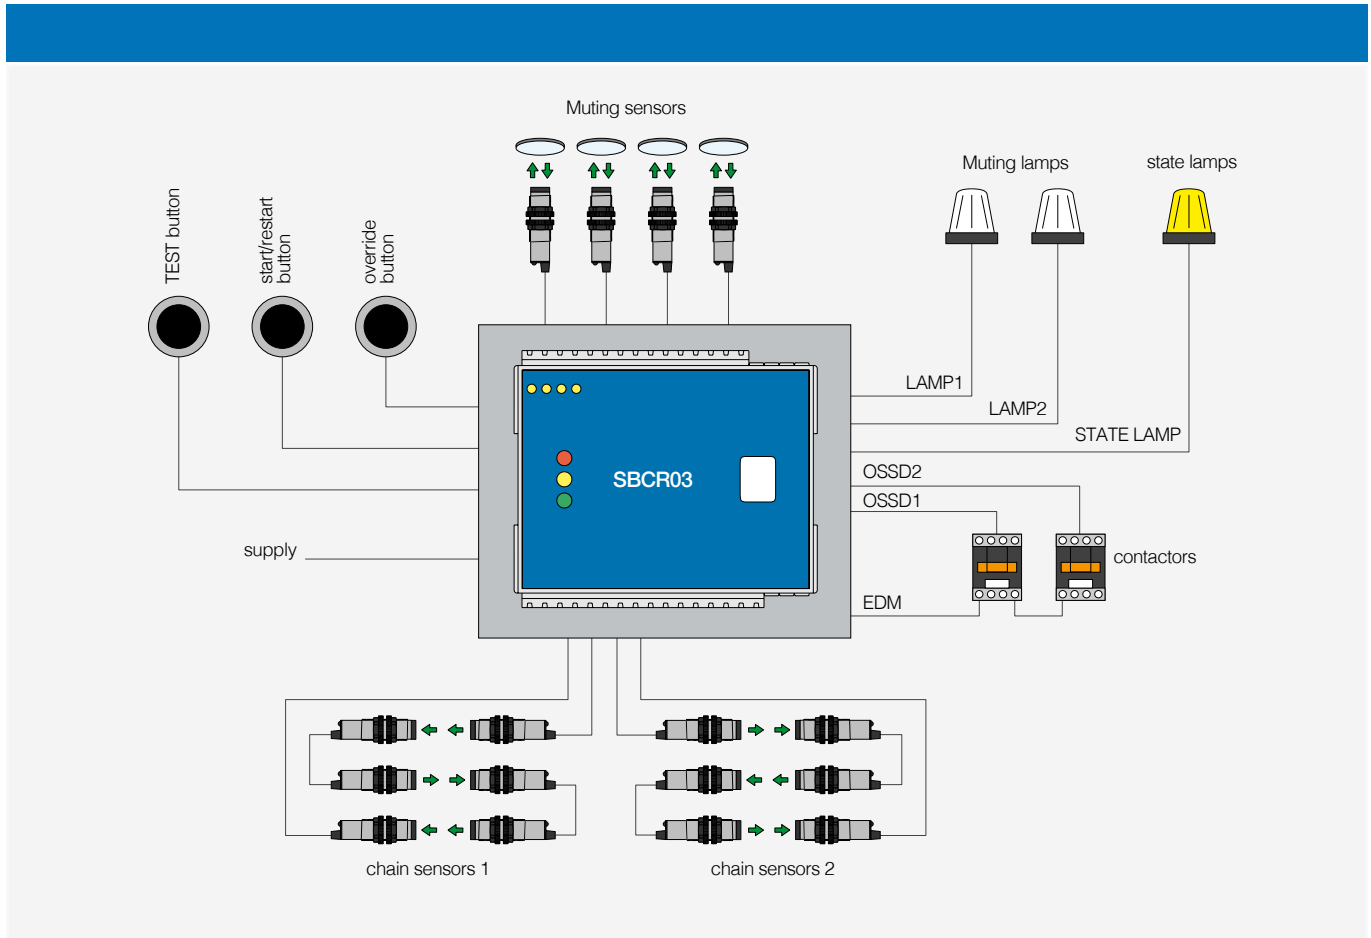 Muting sensors
Muting lamps
state lamps
TEST button
start/restart
button
override
button
LAMP1
LAMP2
STATE LAMP
OSSD2
SBCR03
OSSD1
supply
contactors
EDM
chain sensors 1
chain sensors 2